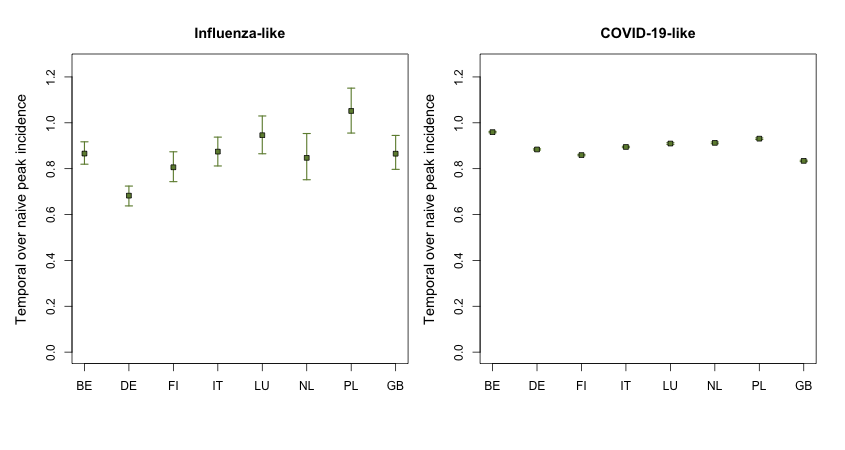 Influenza-like
Temporal over naive peak incidence
1.2
1.0
0.8
0.6
0.4
0.2
0.0
BE DE FI IT LU NL PL GB
COVID-19-like
Temporal over naive peak incidence
1.2
1.0
0.8
0.6
0.4
0.2
0.0
BE DE FI IT LU NL PL GB